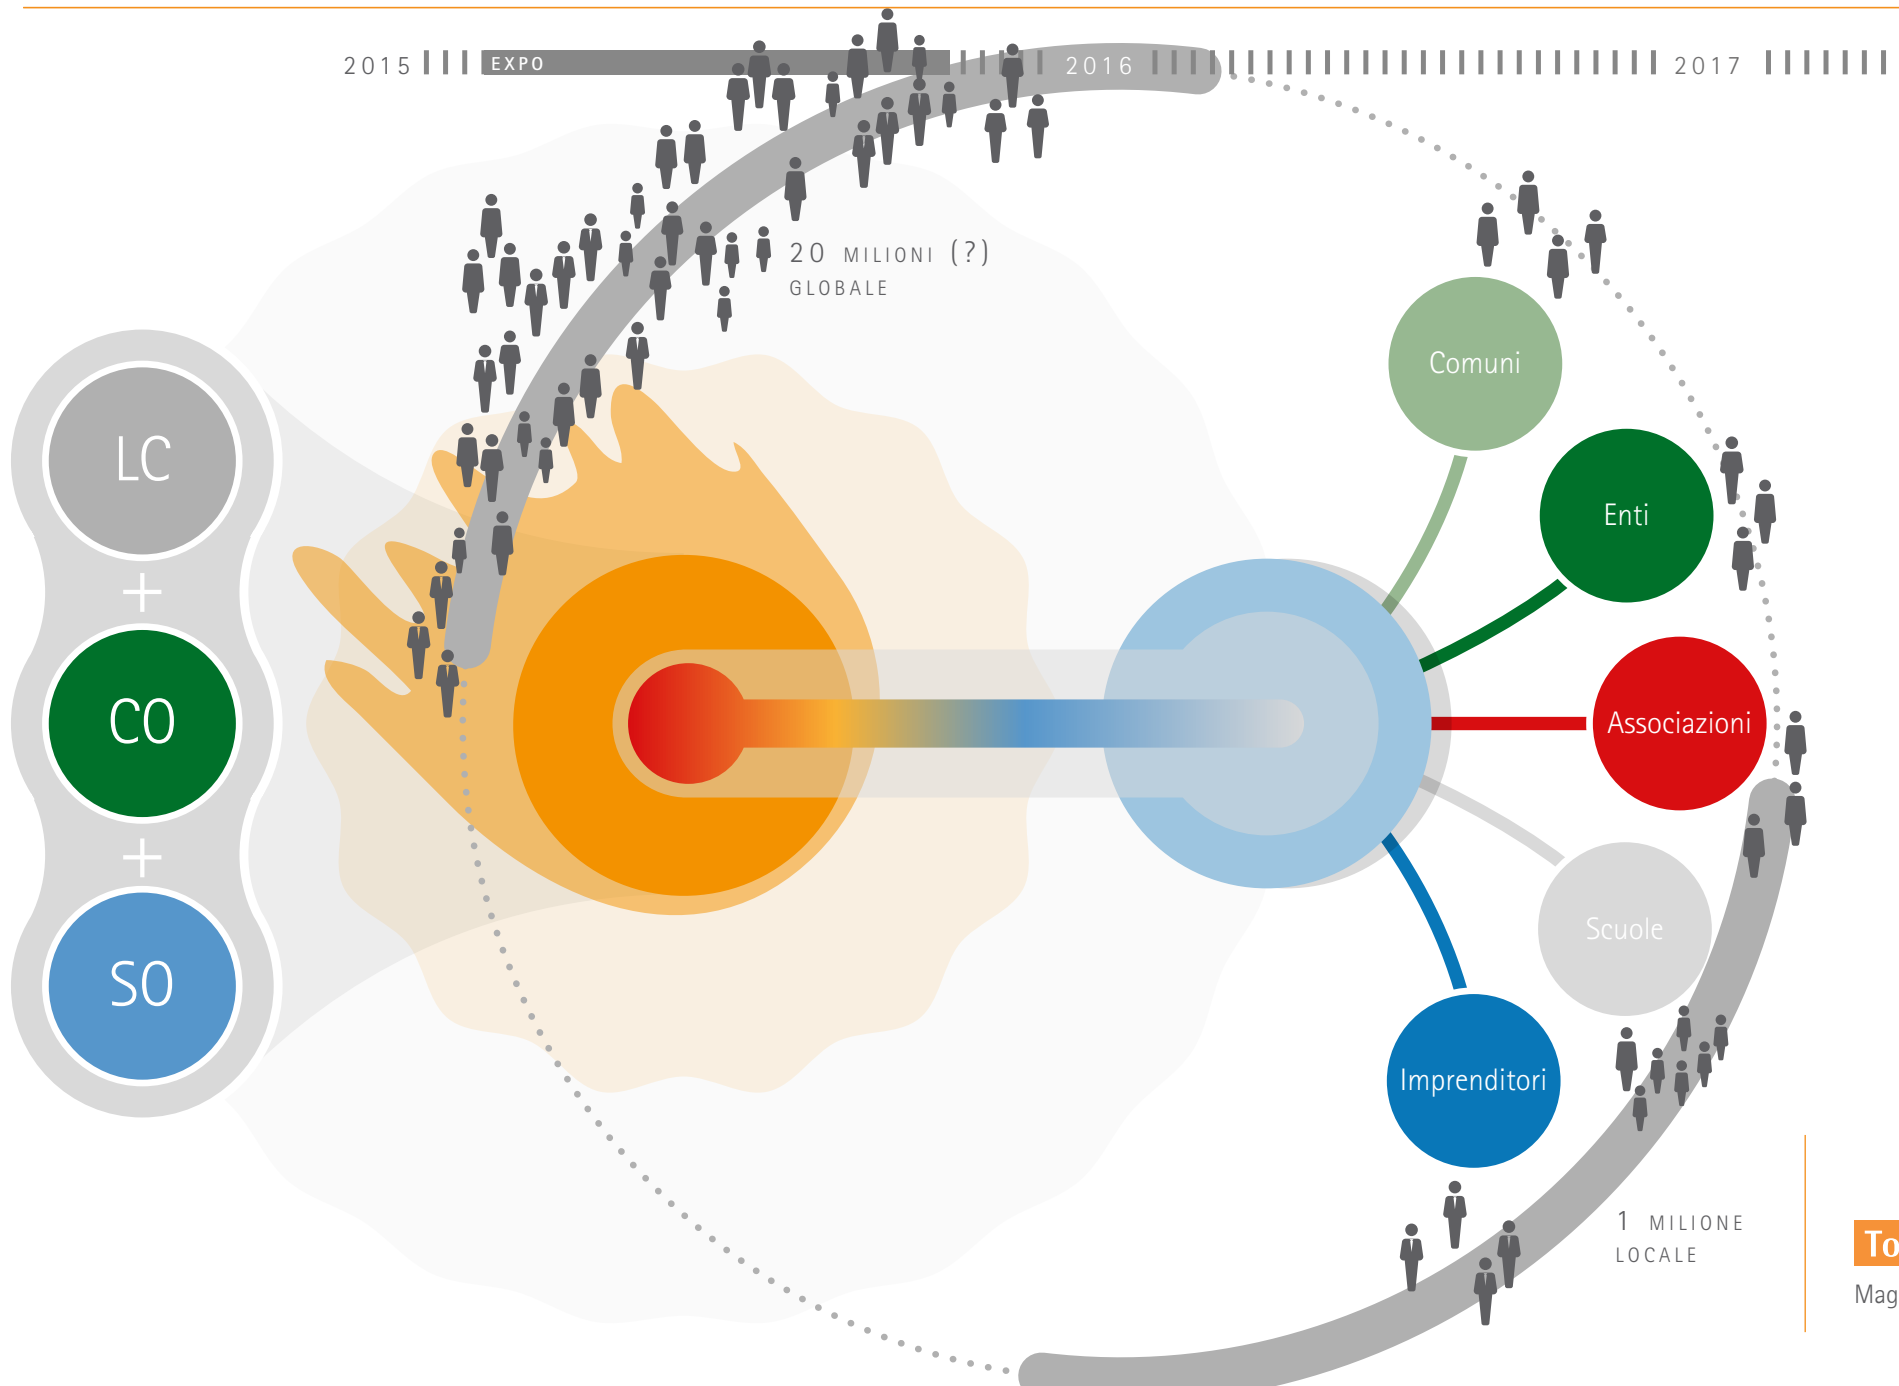 2015
EXPO
2016
2017
20 MILIONI (?)
GLOBALE
LC
+
CO
+
SO
Comuni
Enti
Associazioni
Scuole
Imprenditori
1 MILIONE
LOCALE
To
Mag